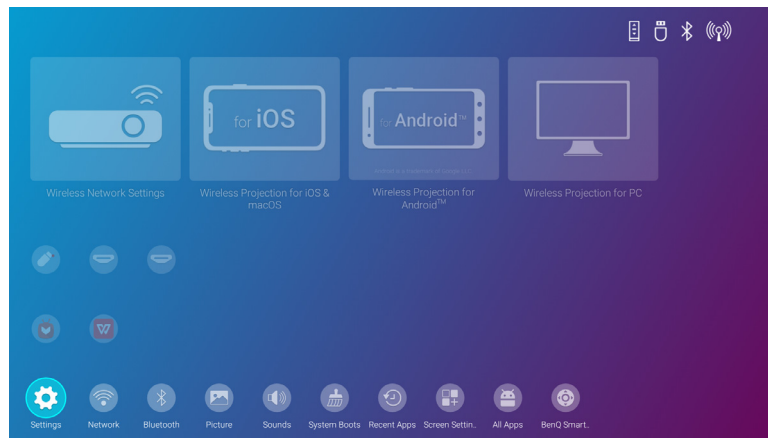 for iOS
for Android™
Wireless Network Settings
Wireless Projection for iOS &
macOS
Wireless Projection for
Android™
Wireless Projection for PC
W
Settings
Network
Bluetooth
Picture
Sounds
System Boots
Recent Apps
Screen Settin..
All Apps
BenQ Smart..